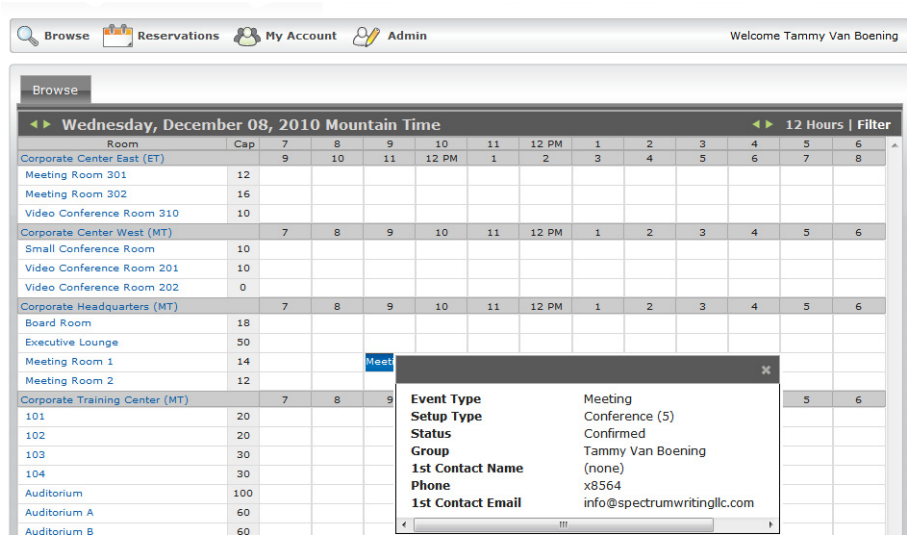 Browse Reservations My Account Admin Welcome Tammy Van Boening
Browse
Wednesday, December 08, 2010 Mountain Time 12 Hours | Filter
Room Cap 7 8 9 10 11 12 PM 1 2 3 4 5 6
Corporate Center East (ET) 9 10 11 12 PM 1 2 3 4 5 6 7 8
Meeting Room 301 12
Meeting Room 302 16
Video Conference Room 310 10
Corporate Center West (MT) 7 8 9 10 11 12 PM 1 2 3 4 5 6
Small Conference Room 10
Video Conference Room 201 10
Video Conference Room 202 0
Corporate Headquarters (MT) 7 8 9 10 11 12 PM 1 2 3 4 5 6
Board Room 18
Executive Lounge 50
Meeting Room 1 14 Meeti
Meeting Room 2 12
Corporate Training Center (MT) 7 8 9 5 6
101 20
102 20
103 30
104 30
Auditorium 100
Auditorium A 60
Auditorium B 60
Event Type Meeting
Setup Type Conference (5)
Status Confirmed
Group Tammy Van Boening
1st Contact Name (none)
Phone x8564
1st Contact Email info@spectrumwritingllc.com